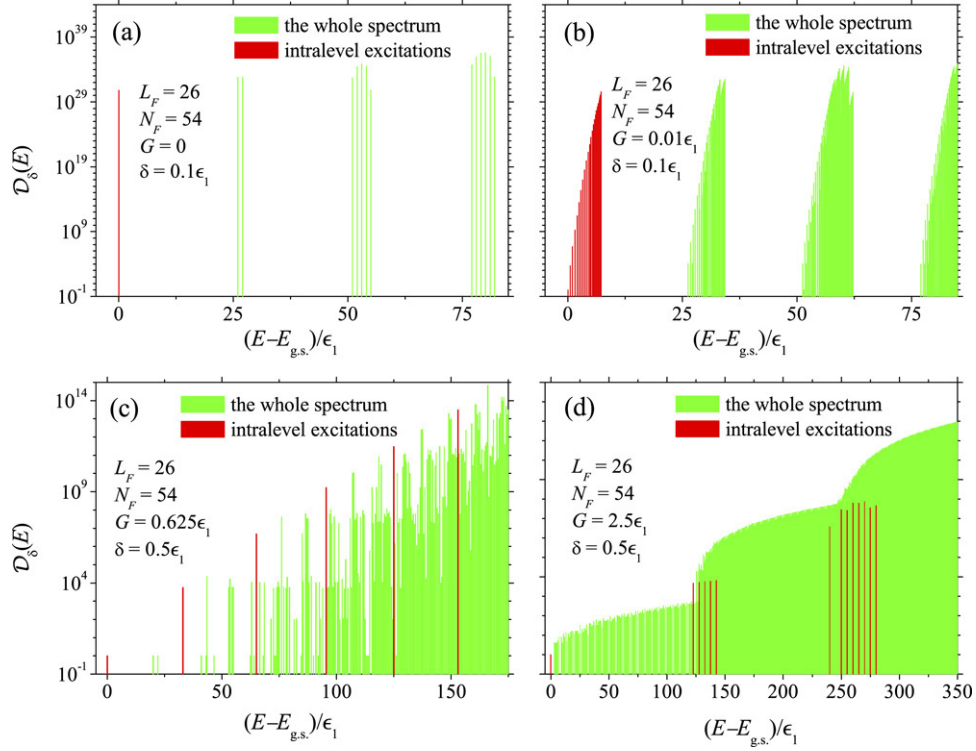 (a)
the whole spectrum
intralevel excitations
L_F = 26
N_F = 54
G = 0
δ = 0.1ϵ_1
10^39
10^29
10^19
10^9
10^-1
𝒟_δ(E)
0 25 50 75
(E–E_g.s.)/ϵ_1
(b)
the whole spectrum
intralevel excitations
L_F = 26
N_F = 54
G = 0.01ϵ_1
δ = 0.1ϵ_1
0 25 50 75
(E–E_g.s.)/ϵ_1
(c)
the whole spectrum
intralevel excitations
L_F = 26
N_F = 54
G = 0.625ϵ_1
δ = 0.5ϵ_1
10^14
10^9
10^4
10^-1
𝒟_δ(E)
0 50 100 150
(E–E_g.s.)/ϵ_1
(d)
the whole spectrum
intralevel excitations
L_F = 26
N_F = 54
G = 2.5ϵ_1
δ = 0.5ϵ_1
0 50 100 150 200 250 300 350
(E–E_g.s.)/ϵ_1